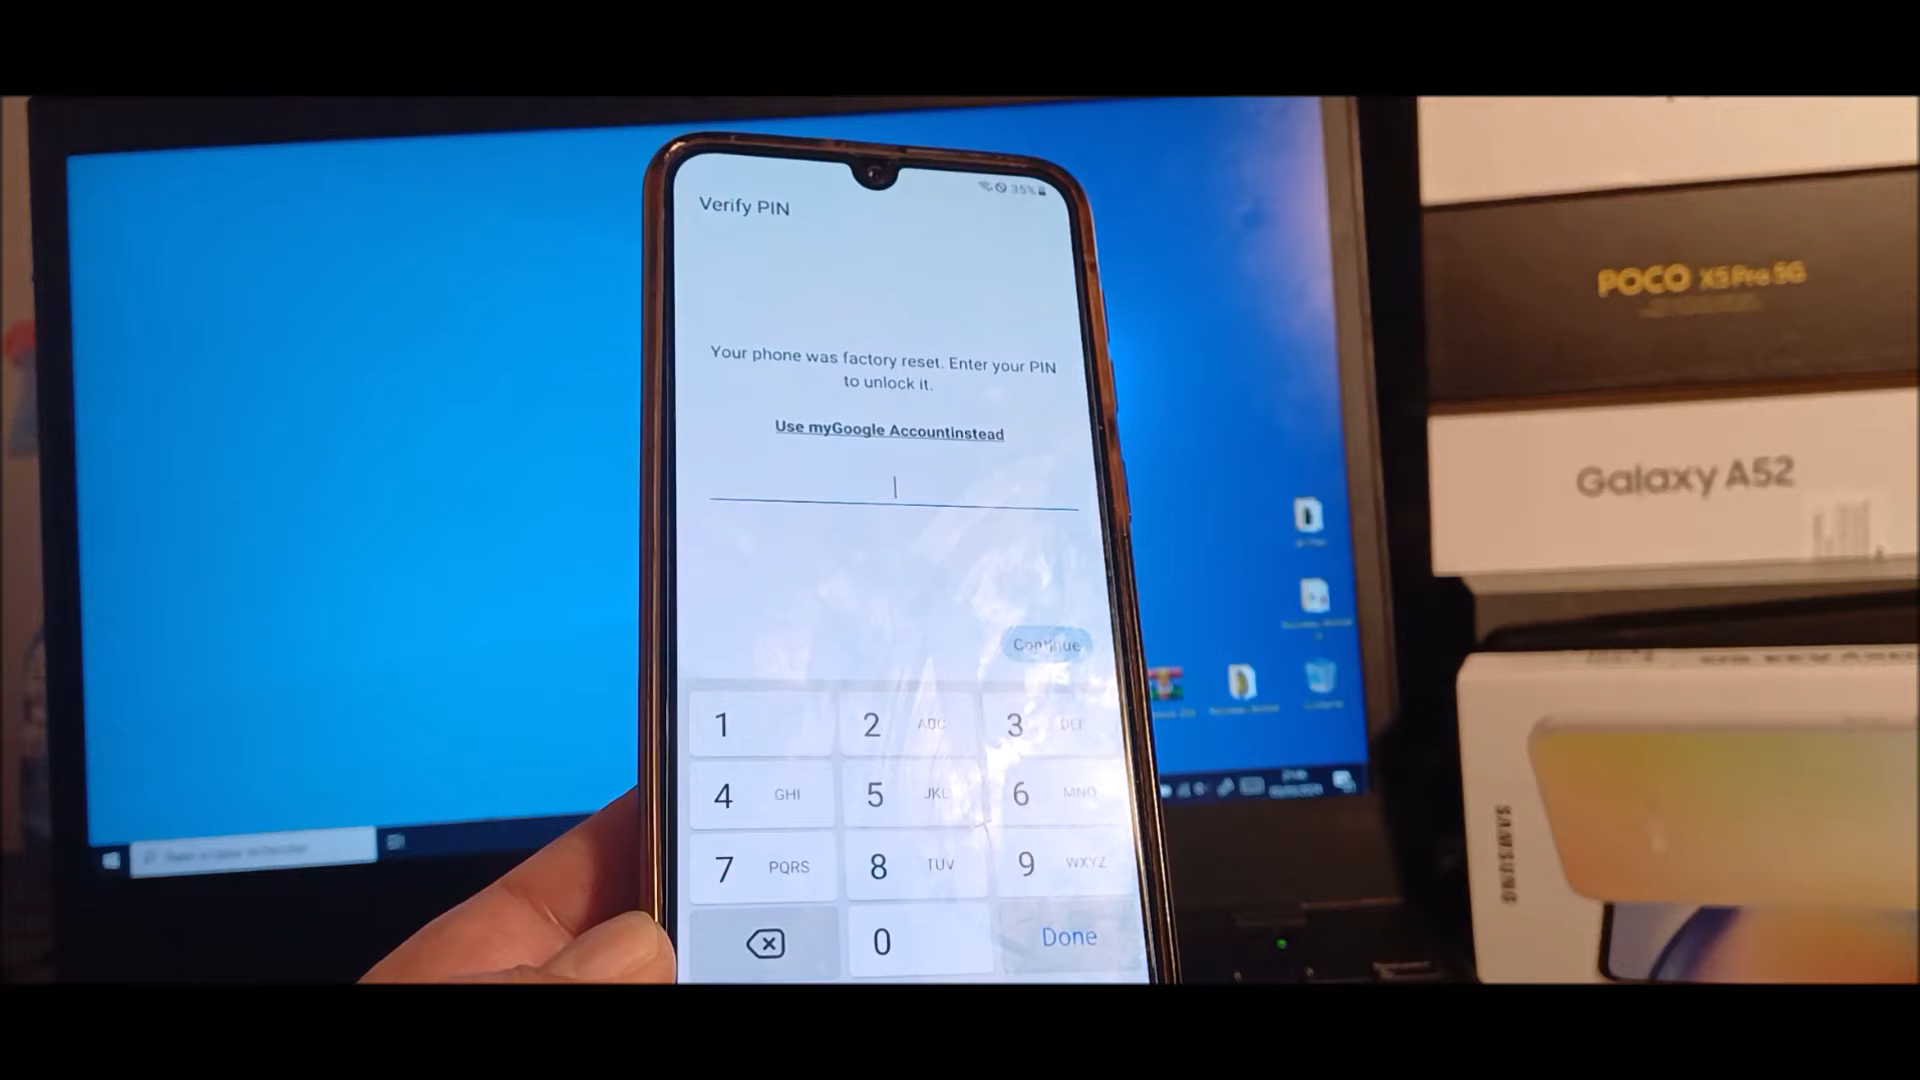 35%
Verify PIN
Your phone was factory reset. Enter your PIN
to unlock it.
Use myGoogle Accountinstead
Continue
1
2 ABC
3 DEF
4 GHI
5 JKL
6 MNO
7 PQRS
8 TUV
9 WXYZ
0
Done
POCO X5 Pro 5G
Galaxy A52
SAMSUNG